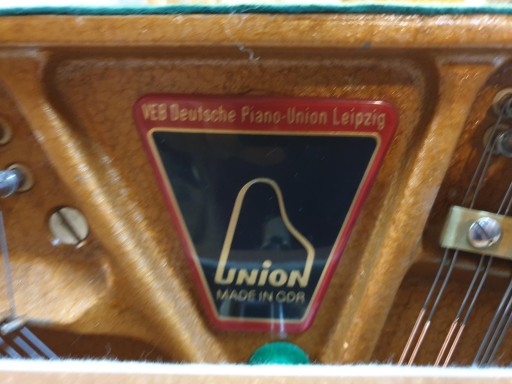 VEB Deutsche Piano-Union Leipzig
UNION
MADE IN GDR